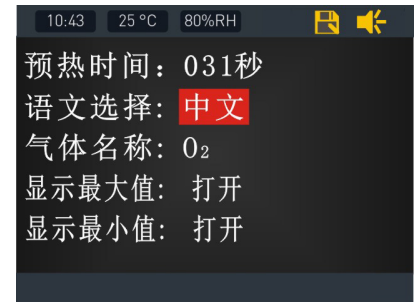 10:43 25 °C 80%RH
预热时间：031秒
语文选择: 中文
气体名称: O₂
显示最大值: 打开
显示最小值: 打开